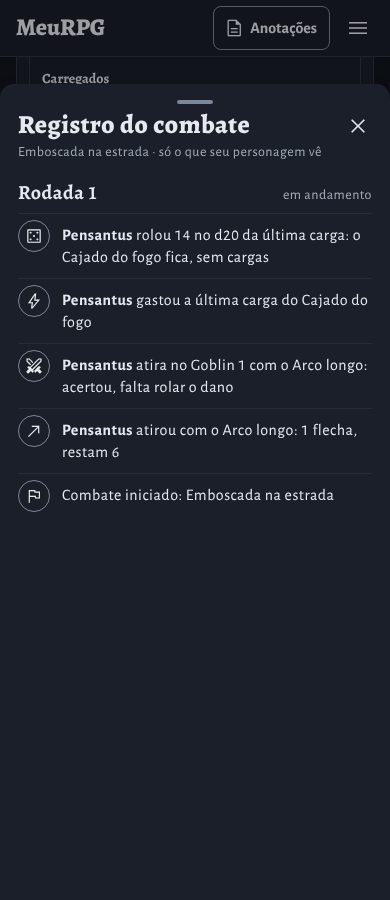 MeuRPG
Anotações
Carregados
Registro do combate
Emboscada na estrada · só o que seu personagem vê
Rodada 1
em andamento
Pensantus rolou 14 no d20 da última carga: o
Cajado do fogo fica, sem cargas
Pensantus gastou a última carga do Cajado do
fogo
Pensantus atira no Goblin 1 com o Arco longo:
acertou, falta rolar o dano
Pensantus atirou com o Arco longo: 1 flecha,
restam 6
Combate iniciado: Emboscada na estrada